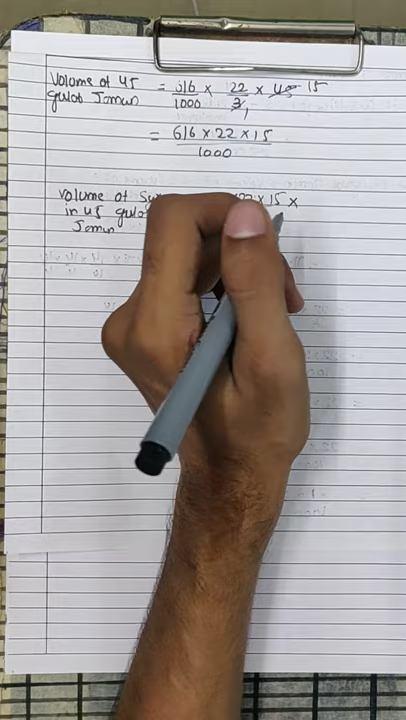 Volume of 45 = 616/1000 × 22/3 1 × 45 15
gulab Jamun
= 616 × 22 × 15 / 1000
Volume of × 15 ×
in 45
Jamun